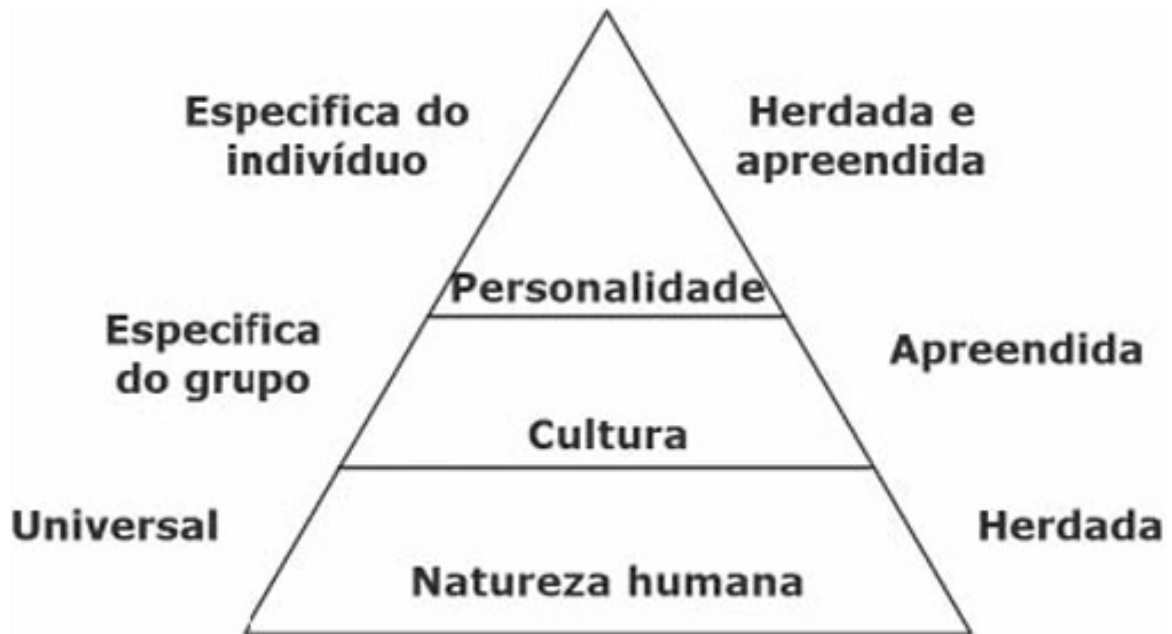 Especifica do
indivíduo
Herdada e
apreendida
Personalidade
Especifica
do grupo
Apreendida
Cultura
Universal
Herdada
Natureza humana